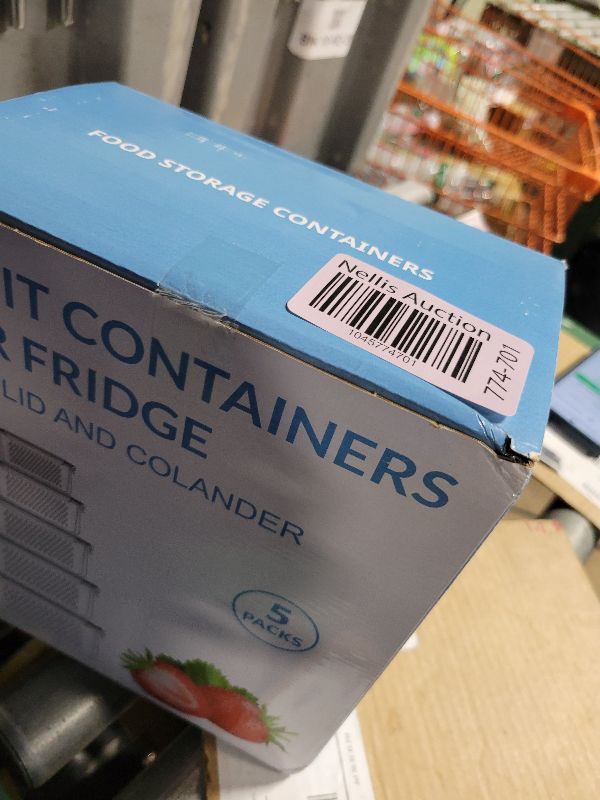 FOOD STORAGE CONTAINERS
Nellis Auction
1045774701
774-701
IT CONTAINERS
R FRIDGE
LID AND COLANDER
5
PACKS